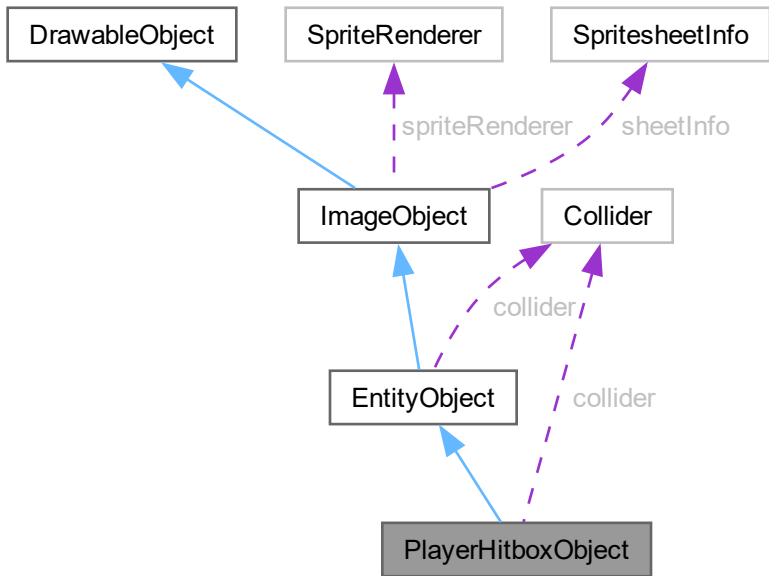 DrawableObject
SpriteRenderer
SpritesheetInfo
spriteRenderer
sheetInfo
ImageObject
Collider
collider
EntityObject
collider
PlayerHitboxObject